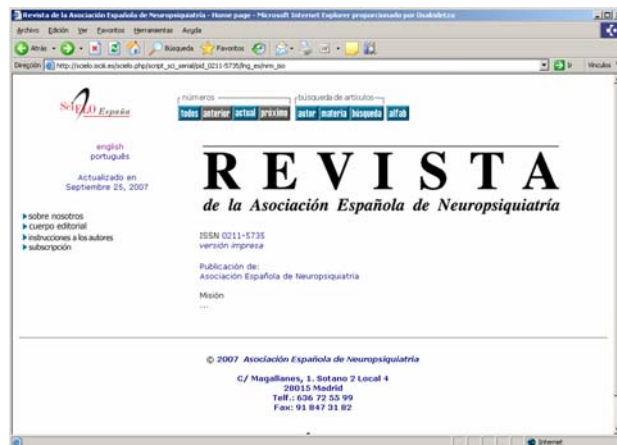 Revista de la Asociación Española de Neuropsiquiatría - Home page - Microsoft Internet Explorer proporcionado por Osakidetza
Archivo Edición Ver Favoritos Herramientas Ayuda
Atrás Búsqueda Favoritos
Dirección http://scielo.isciii.es/scielo.php/script_sci_serial/pid_0211-5735/lng_es/nrm_iso Ir Vínculos
SciELO España
números búsqueda de artículos
todos anterior actual próximo autor materia búsqueda alfab
english
português
Actualizado en
Septiembre 25, 2007
sobre nosotros
cuerpo editorial
instrucciones a los autores
subscripción
REVISTA
de la Asociación Española de Neuropsiquiatría
ISSN 0211-5735
versión impresa
Publicación de:
Asociación Española de Neuropsiquiatría
Misión
...
© 2007 Asociación Española de Neuropsiquiatría
C/ Magallanes, 1. Sotano 2 Local 4
28015 Madrid
Telf.: 636 72 55 99
Fax: 91 847 31 82
Internet